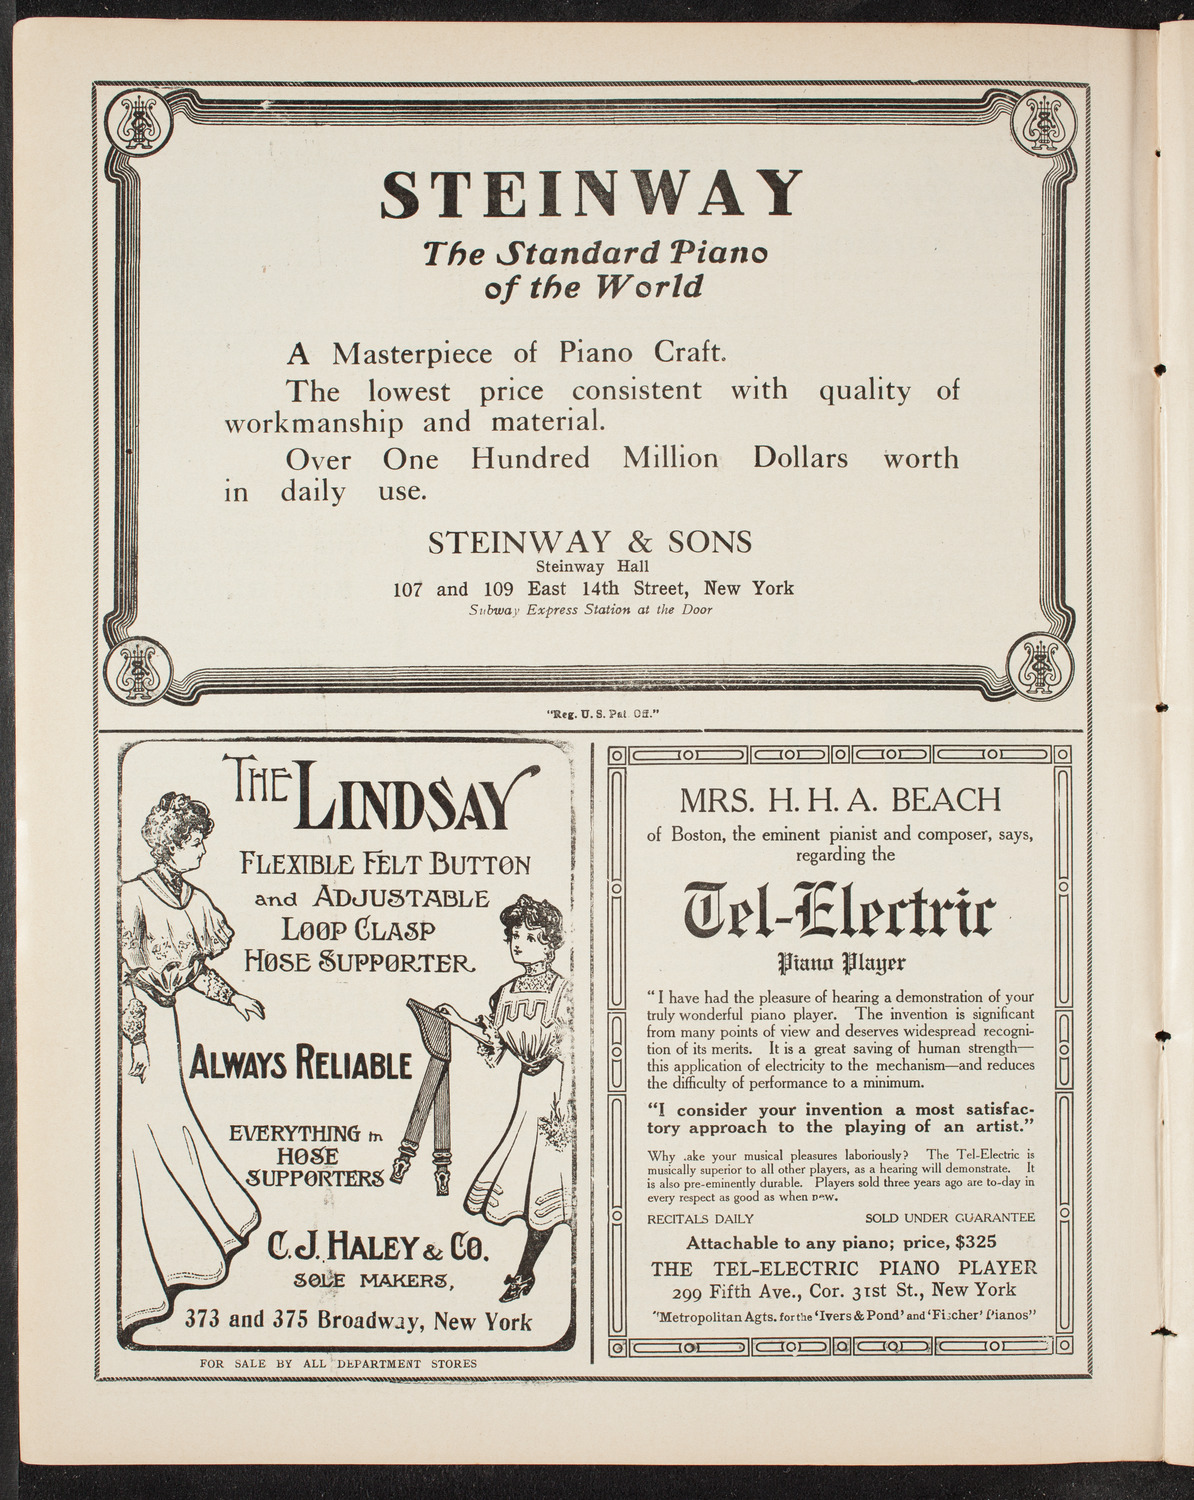 STEINWAY
The Standard Piano
of the World
A Masterpiece of Piano Craft.
The lowest price consistent with quality of
workmanship and material.
Over One Hundred Million Dollars worth
in daily use.
STEINWAY & SONS
Steinway Hall
107 and 109 East 14th Street, New York
Subway Express Station at the Door
"Reg. U. S. Pat Off."
THE LINDSAY
FLEXIBLE FELT BUTTON
and ADJUSTABLE
LOOP CLASP
HOSE SUPPORTER.
ALWAYS RELIABLE
EVERYTHING in
HOSE
SUPPORTERS
C. J. HALEY & CO.
SOLE MAKERS,
373 and 375 Broadway, New York
FOR SALE BY ALL DEPARTMENT STORES
MRS. H. H. A. BEACH
of Boston, the eminent pianist and composer, says,
regarding the
Tel-Electric
Piano Player
"I have had the pleasure of hearing a demonstration of your
truly wonderful piano player. The invention is significant
from many points of view and deserves widespread recogni-
tion of its merits. It is a great saving of human strength—
this application of electricity to the mechanism—and reduces
the difficulty of performance to a minimum.
"I consider your invention a most satisfac-
tory approach to the playing of an artist."
Why .ake your musical pleasures laboriously? The Tel-Electric is
musically superior to all other players, as a hearing will demonstrate. It
is also pre-eminently durable. Players sold three years ago are to-day in
every respect as good as when new.
RECITALS DAILY SOLD UNDER GUARANTEE
Attachable to any piano; price, $325
THE TEL-ELECTRIC PIANO PLAYER
299 Fifth Ave., Cor. 31st St., New York
"Metropolitan Agts. for the 'Ivers & Pond' and 'Fischer' Pianos"